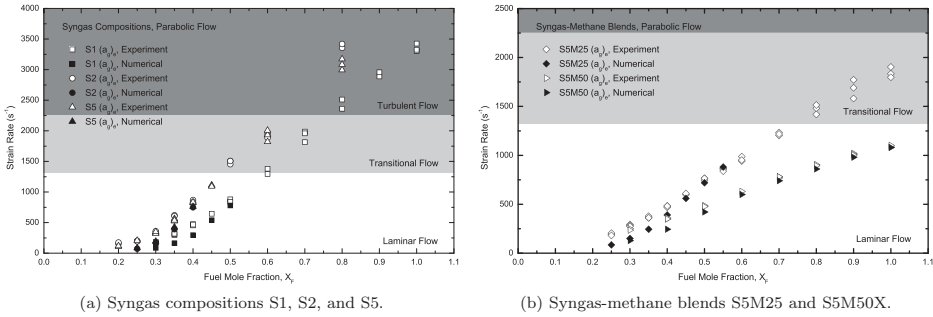 Syngas Compositions, Parabolic Flow
S1 (a_g)_e, Experiment
S1 (a_g)_e, Numerical
S2 (a_g)_e, Experiment
S2 (a_g)_e, Numerical
S5 (a_g)_e, Experiment
S5 (a_g)_e, Numerical
Turbulent Flow
Transitional Flow
Laminar Flow
4000
3500
3000
2500
2000
1500
1000
500
0
Strain Rate (s⁻¹)
0.0 0.1 0.2 0.3 0.4 0.5 0.6 0.7 0.8 0.9 1.0 1.1
Fuel Mole Fraction, X_F
(a) Syngas compositions S1, S2, and S5.
Syngas-Methane Blends, Parabolic Flow
S5M25 (a_g)_e, Experiment
S5M25 (a_g)_e, Numerical
S5M50 (a_g)_e, Experiment
S5M50 (a_g)_e, Numerical
Transitional Flow
Laminar Flow
2500
2000
1500
1000
500
0
Strain Rate (s⁻¹)
0.0 0.1 0.2 0.3 0.4 0.5 0.6 0.7 0.8 0.9 1.0 1.1
Fuel Mole Fraction, X_F
(b) Syngas-methane blends S5M25 and S5M50X.